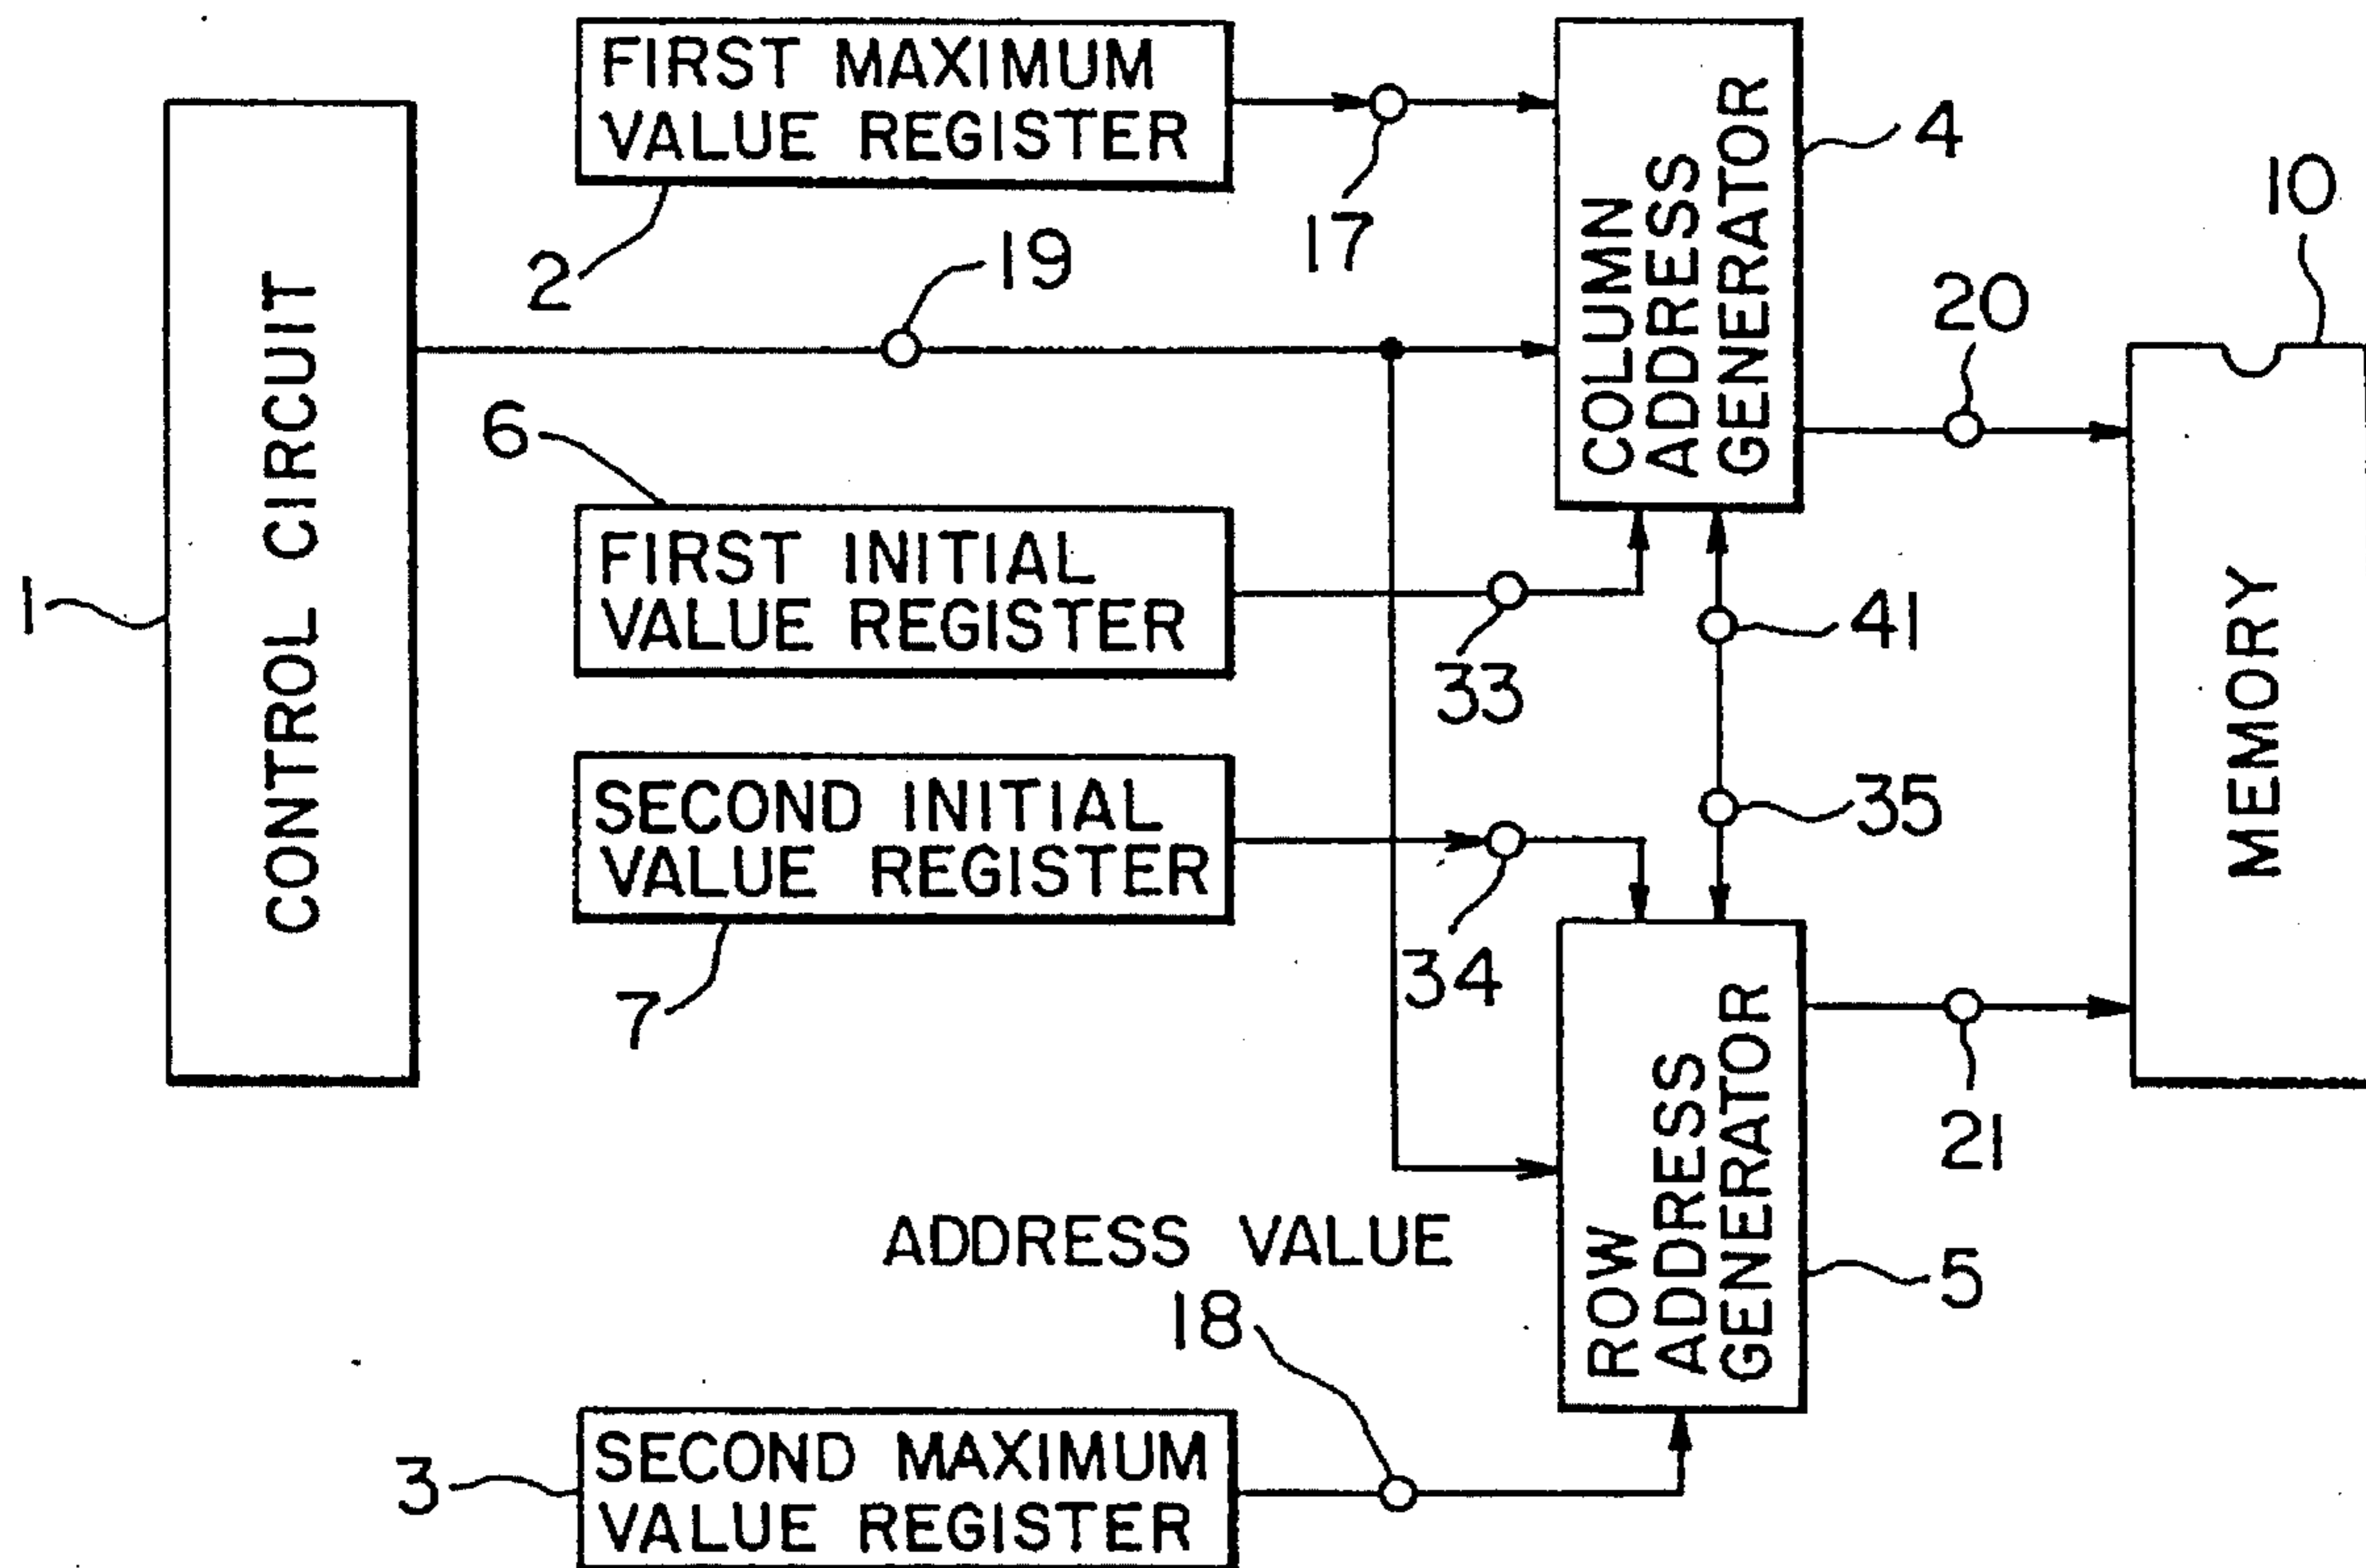 FIRST MAXIMUM
VALUE REGISTER
2
17
COLUMN
ADDRESS
GENERATOR
4
10
19
20
CONTROL CIRCUIT
1
6
FIRST INITIAL
VALUE REGISTER
33
41
MEMORY
SECOND INITIAL
VALUE REGISTER
7
34
35
ROW
ADDRESS
GENERATOR
21
5
ADDRESS VALUE
18
3
SECOND MAXIMUM
VALUE REGISTER